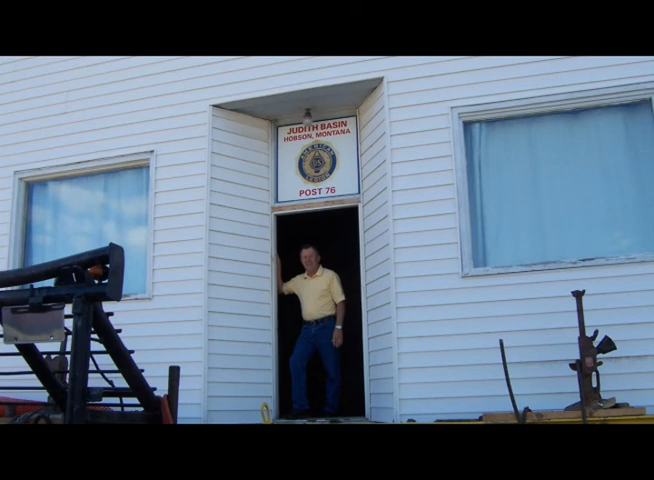 JUDITH BASIN
HOBSON, MONTANA
AMERICAN
LEGION
POST 76